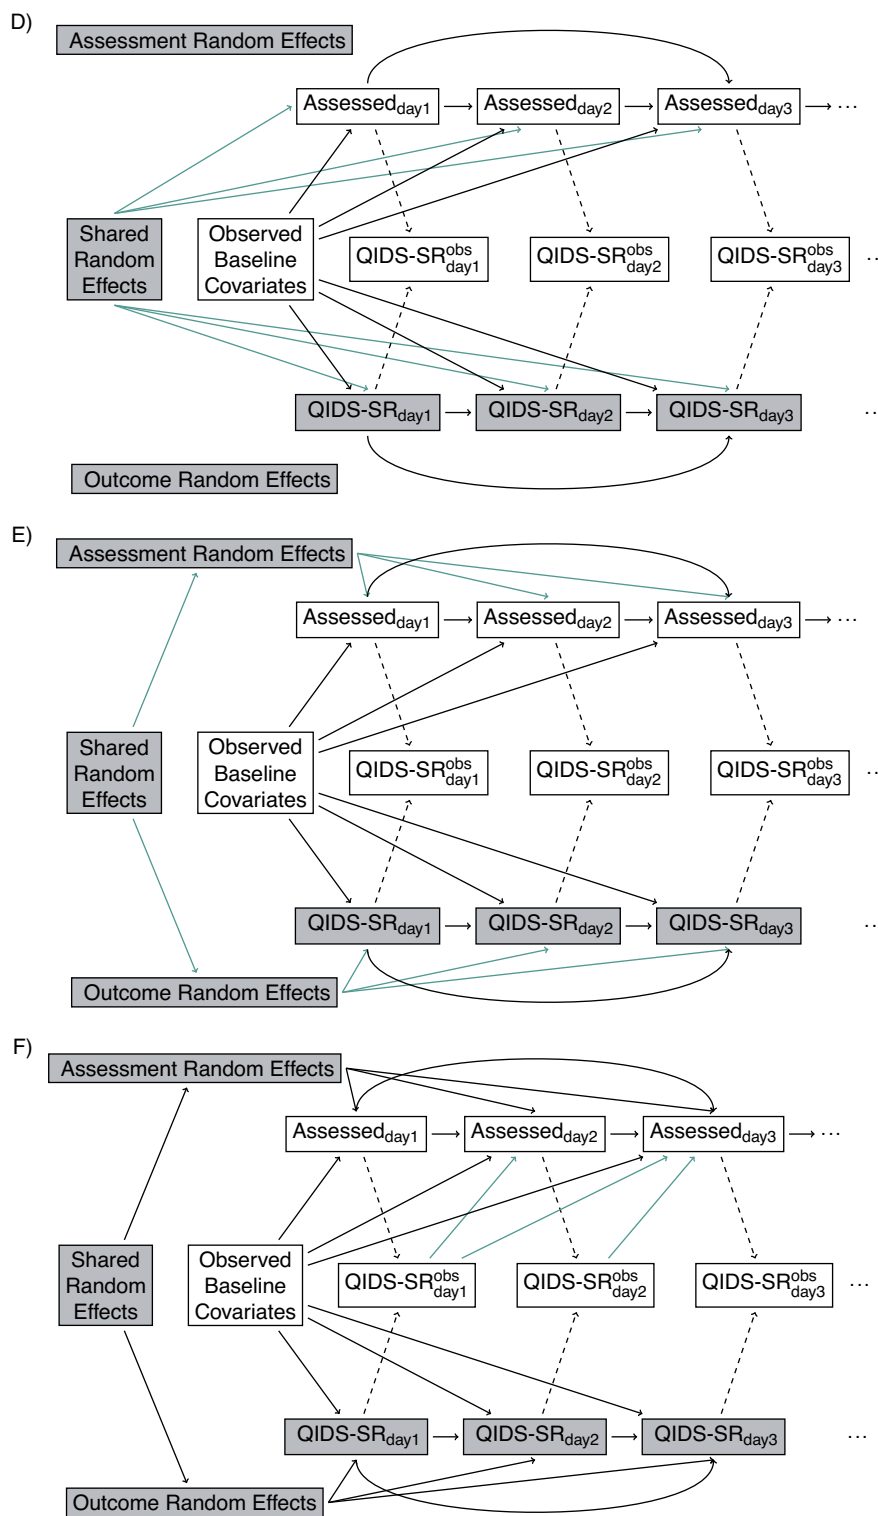 D)
Assessment Random Effects
Assessed_day1 Assessed_day2 Assessed_day3 ...
Shared
Random
Effects
Observed
Baseline
Covariates
QIDS-SR^obs_day1 QIDS-SR^obs_day2 QIDS-SR^obs_day3 ..
QIDS-SR_day1 QIDS-SR_day2 QIDS-SR_day3 ..
Outcome Random Effects
E)
Assessment Random Effects
Assessed_day1 Assessed_day2 Assessed_day3 ...
Shared
Random
Effects
Observed
Baseline
Covariates
QIDS-SR^obs_day1 QIDS-SR^obs_day2 QIDS-SR^obs_day3 ..
QIDS-SR_day1 QIDS-SR_day2 QIDS-SR_day3 ..
Outcome Random Effects
F)
Assessment Random Effects
Assessed_day1 Assessed_day2 Assessed_day3 ...
Shared
Random
Effects
Observed
Baseline
Covariates
QIDS-SR^obs_day1 QIDS-SR^obs_day2 QIDS-SR^obs_day3 ...
QIDS-SR_day1 QIDS-SR_day2 QIDS-SR_day3 ...
Outcome Random Effects